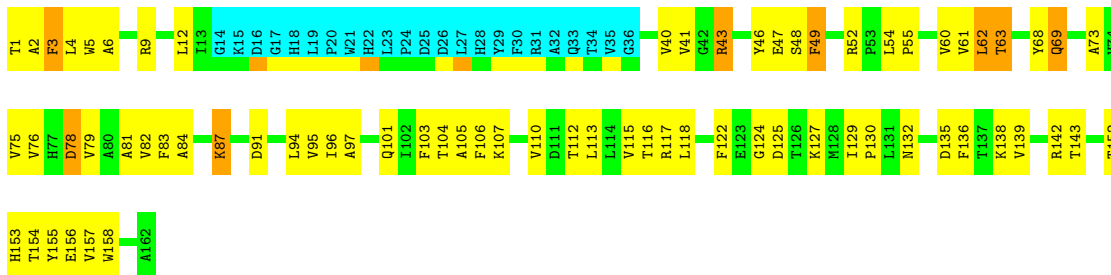 T1 A2 F3 L4 W5 A6 R9 L12 I13 G14 K15 D16 G17 H18 L19 P20 W21 H22 L23 P24 D25 D26 L27 H28 Y29 F30 R31 A32 Q33 T34 V35 G36 V40 V41 G42 R43 Y46 E47 S48 F49 R52 P53 L54 P55 V60 V61 L62 T63 Y68 Q69 A73
V75 V76 H77 D78 V79 A80 A81 V82 F83 A84 K87 D91 L94 V95 I96 A97 Q101 I102 F103 T104 A105 F106 K107 V110 D111 T112 L113 L114 V115 T116 R117 L118 F122 E123 G124 D125 T126 K127 M128 I129 P130 L131 N132 D135 F136 T137 K138 V139 R142 T143
H153 T154 Y155 E156 V157 W158 A162